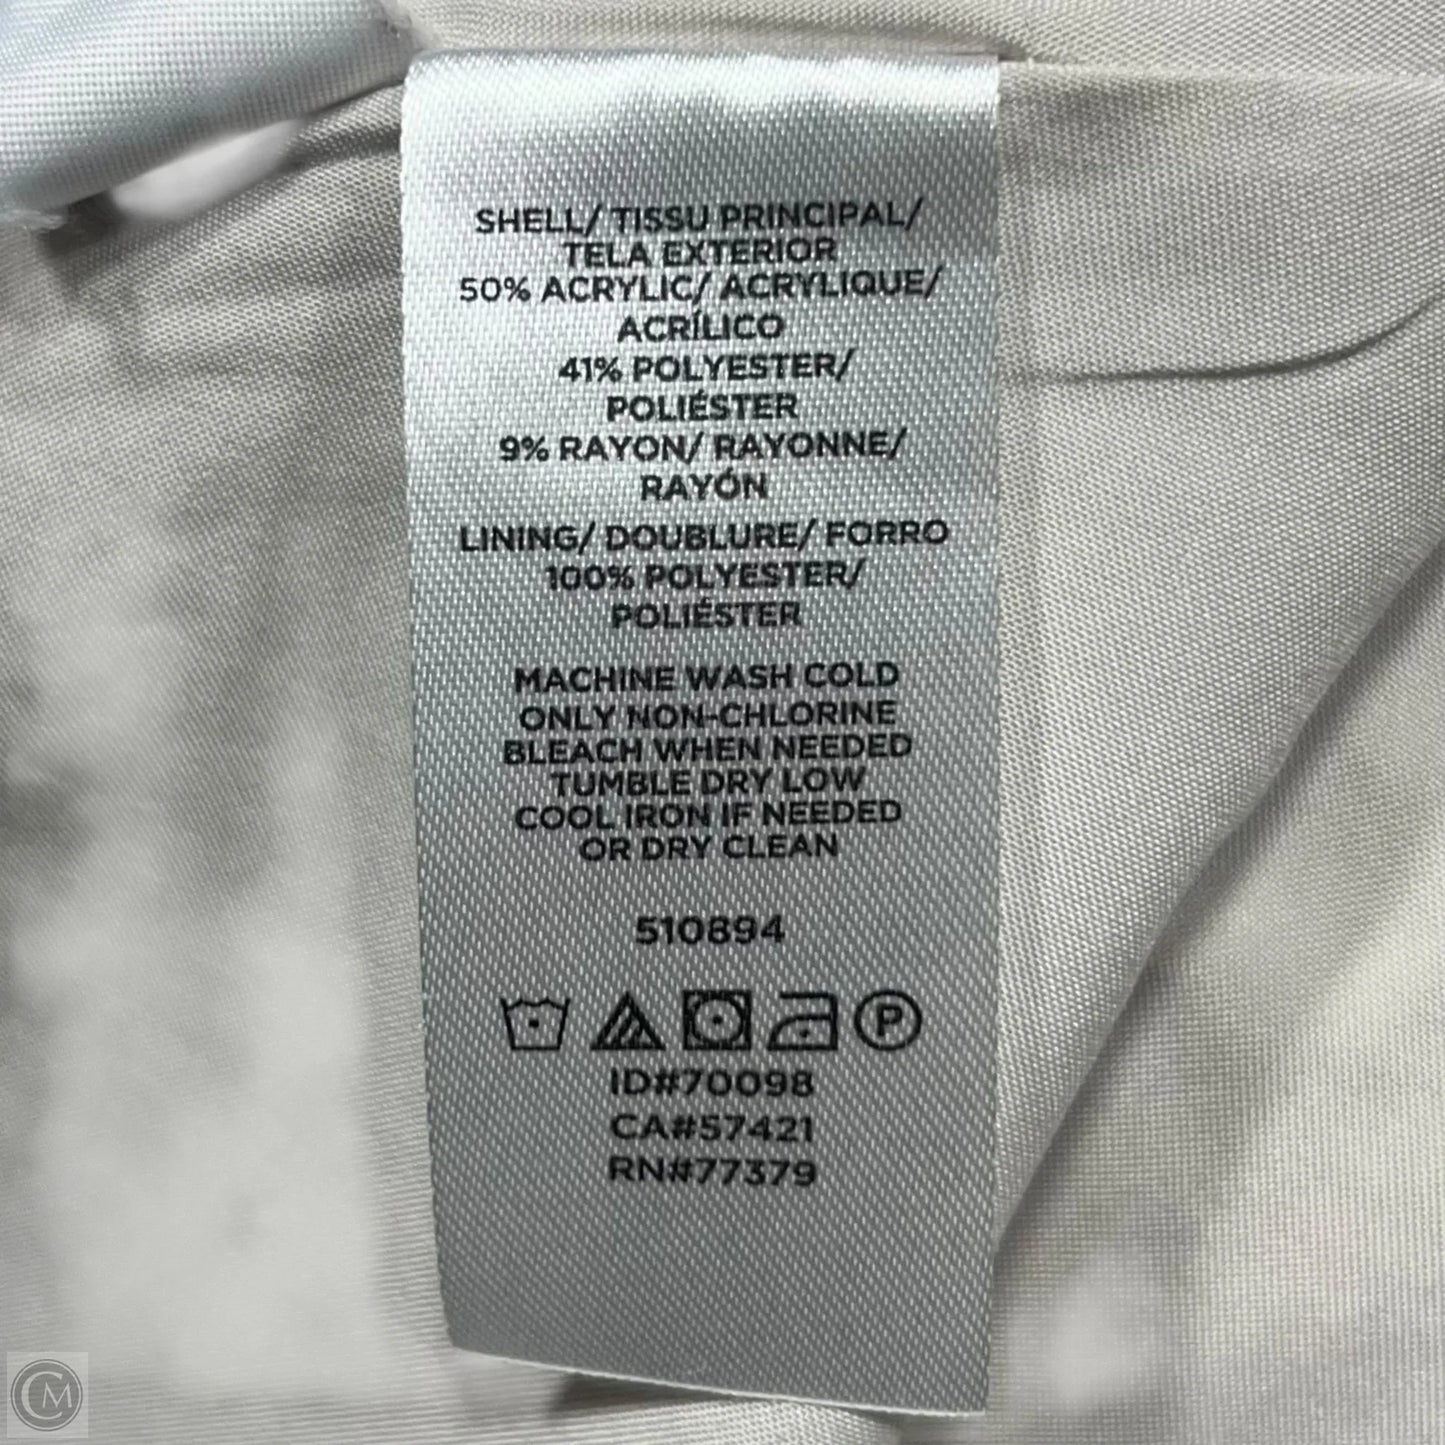 SHELL/ TISSU PRINCIPAL/
TELA EXTERIOR
50% ACRYLIC/ ACRYLIQUE/
ACRÍLICO
41% POLYESTER/
POLIÉSTER
9% RAYON/ RAYONNE/
RAYÓN
LINING/ DOUBLURE/ FORRO
100% POLYESTER/
POLIÉSTER
MACHINE WASH COLD
ONLY NON-CHLORINE
BLEACH WHEN NEEDED
TUMBLE DRY LOW
COOL IRON IF NEEDED
OR DRY CLEAN
510894
P
ID#70098
CA#57421
RN#77379
CM